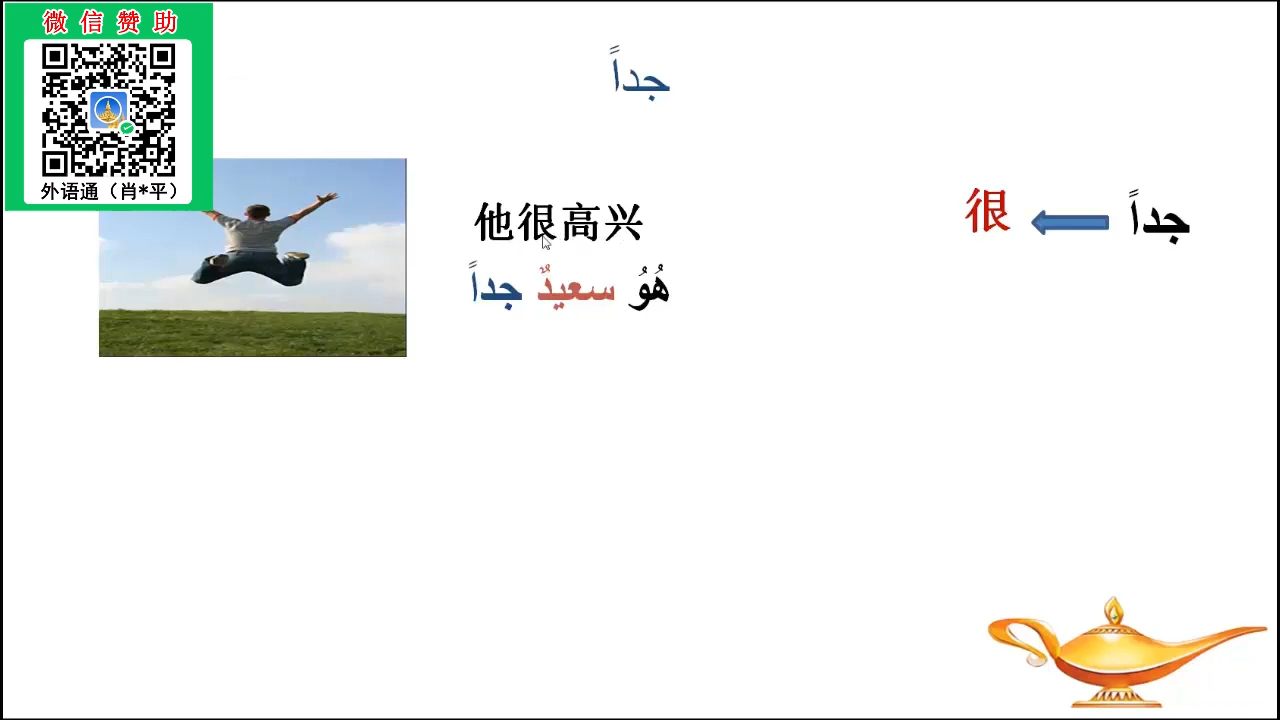 微信赞助
外语通（肖*平）
جداً
他很高兴
هُوُ سعيدٌ جداً
很
جداً